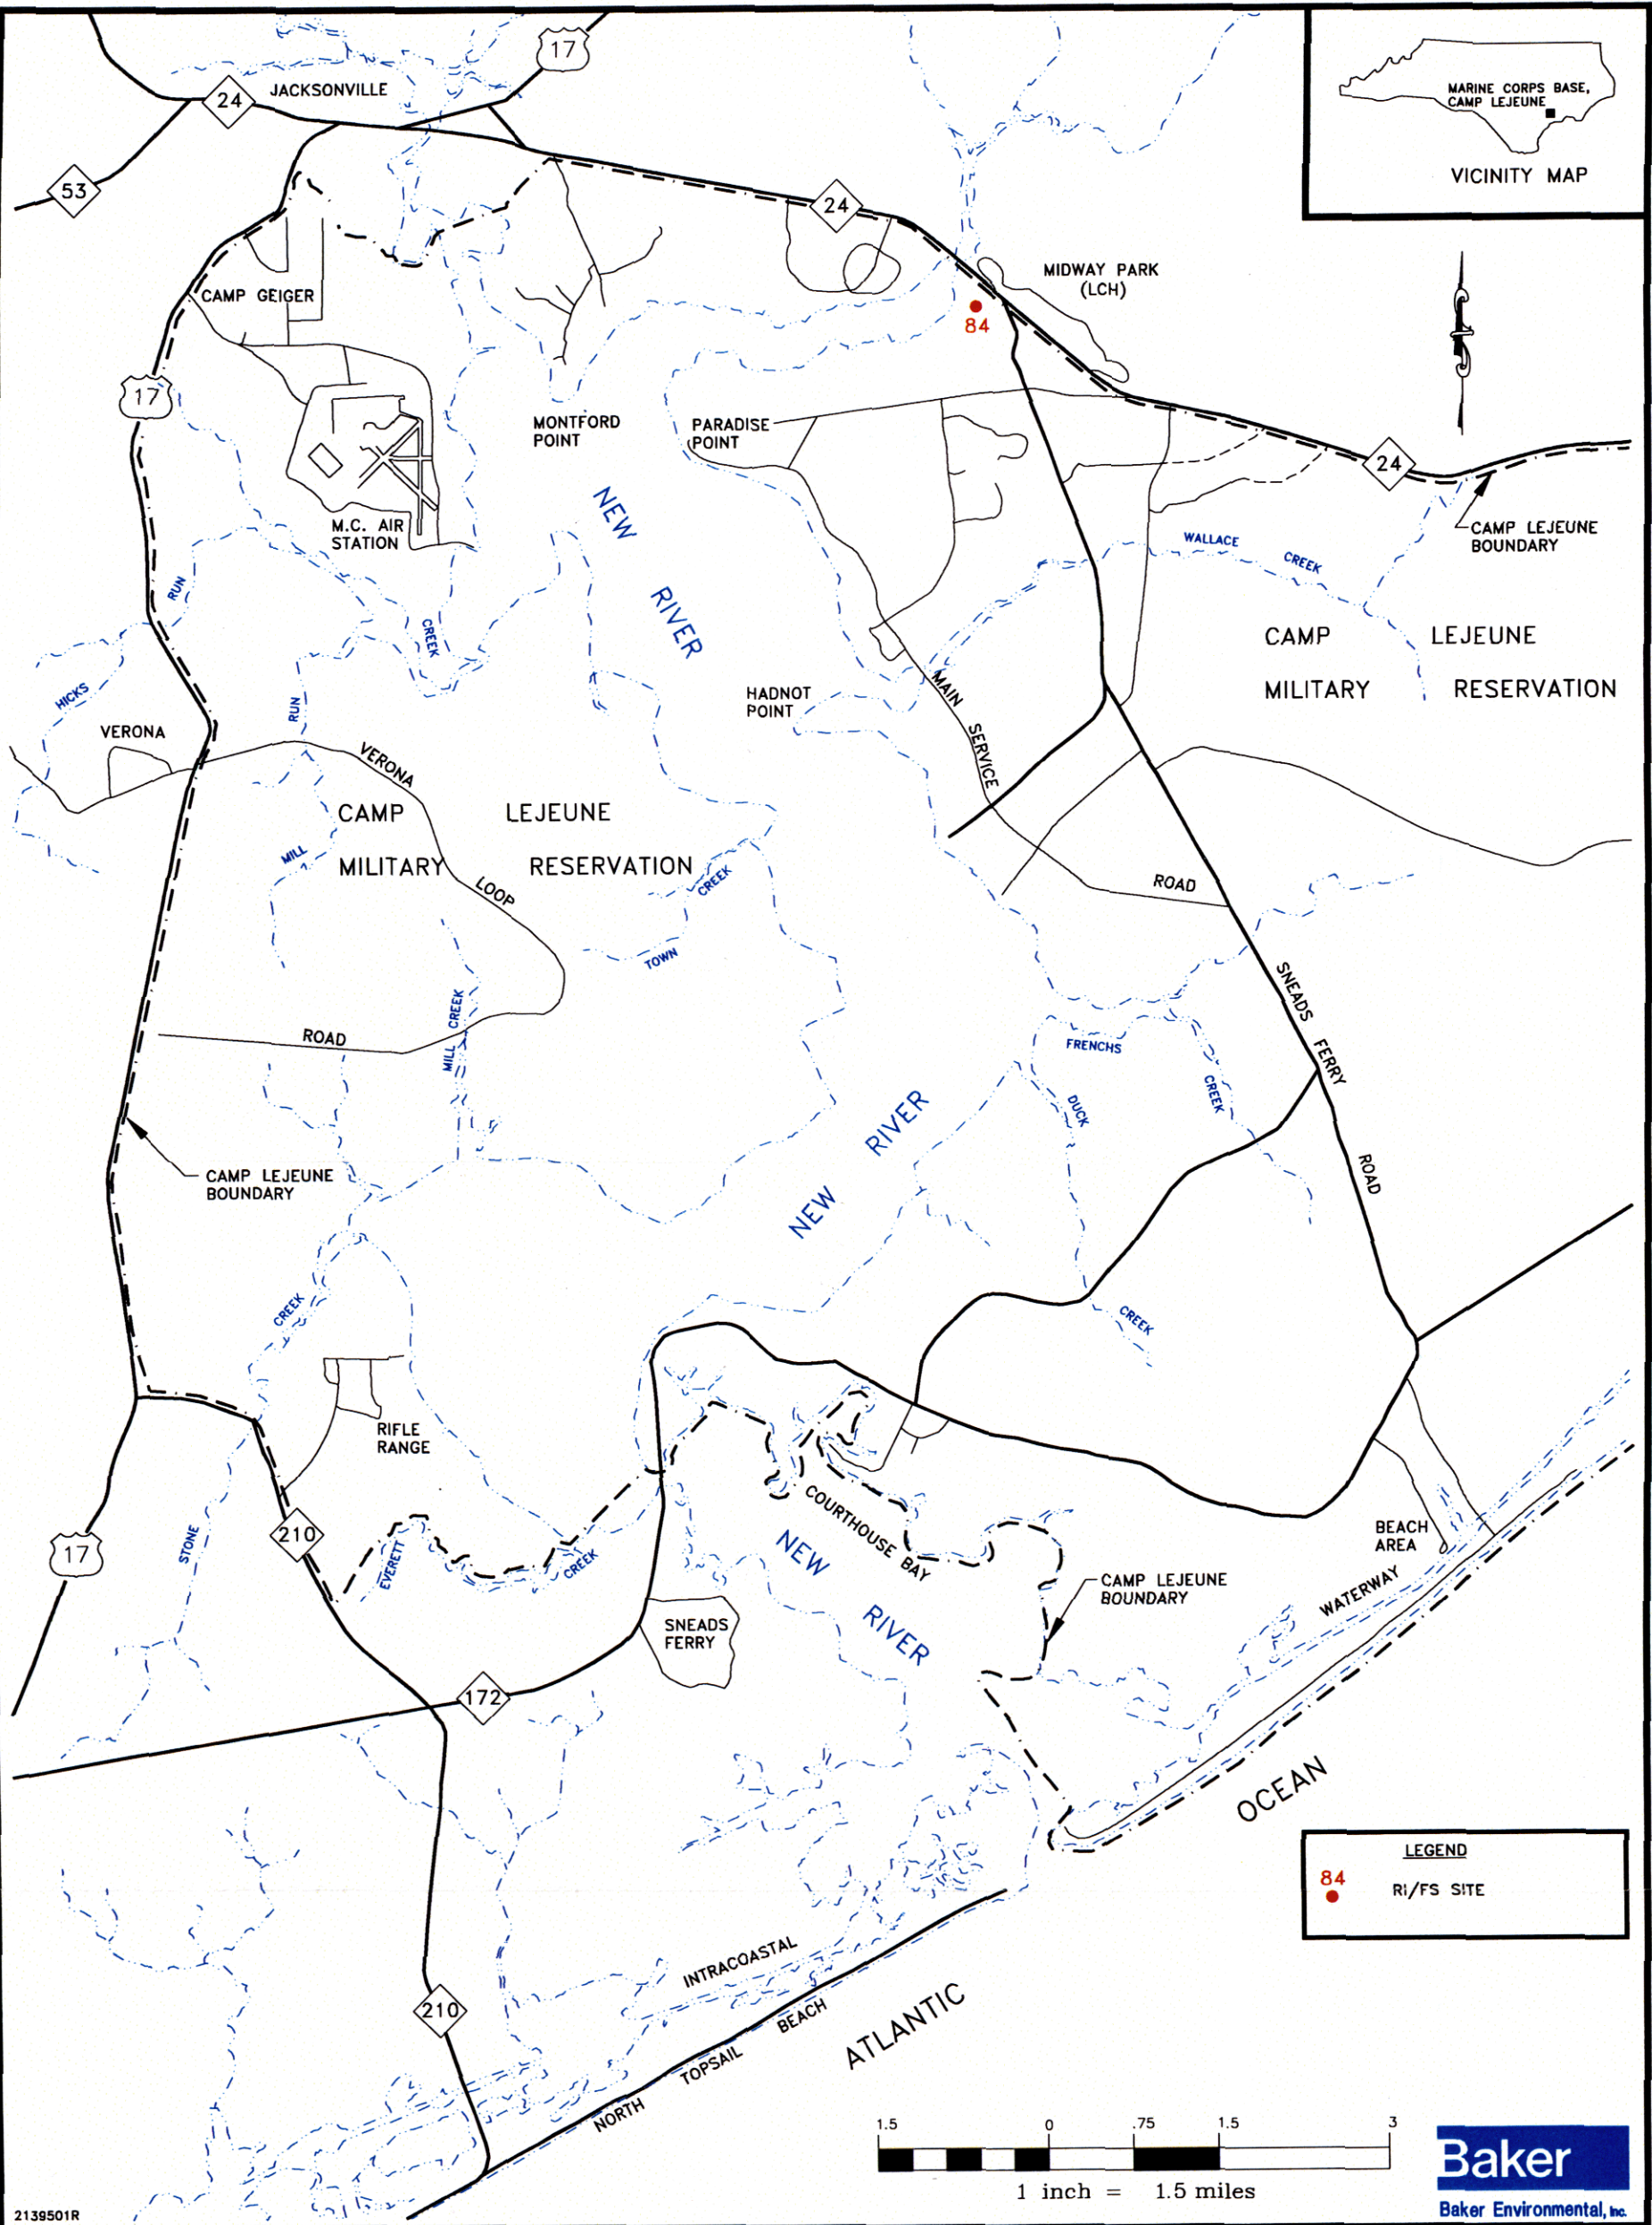 17
JACKSONVILLE
24
53
MARINE CORPS BASE,
CAMP LEJEUNE
VICINITY MAP
24
MIDWAY PARK
(LCH)
84
CAMP GEIGER
17
MONTFORD
POINT
PARADISE
POINT
24
M.C. AIR
STATION
CAMP LEJEUNE
BOUNDARY
NEW
RIVER
WALLACE
CREEK
RUN
HICKS
CREEK
RUN
CAMP LEJEUNE
MILITARY RESERVATION
HADNOT
POINT
MAIN
SERVICE
ROAD
VERONA
VERONA
LOOP
ROAD
CAMP LEJEUNE
MILITARY RESERVATION
MILL
CREEK
TOWN
MILL CREEK
SNEADS
FERRY
ROAD
FRENCHS
CREEK
DUCK
CREEK
NEW
RIVER
CAMP LEJEUNE
BOUNDARY
CREEK
STONE
RIFLE
RANGE
210
17
EVERETT
CREEK
COURTHOUSE BAY
NEW
RIVER
CAMP LEJEUNE
BOUNDARY
BEACH
AREA
WATERWAY
SNEADS
FERRY
172
OCEAN
LEGEND
84
RI/FS SITE
INTRACOASTAL
210
NORTH
TOPSAIL
BEACH
ATLANTIC
1.5 0 .75 1.5 3
1 inch = 1.5 miles
Baker
Baker Environmental, Inc.
2139501R